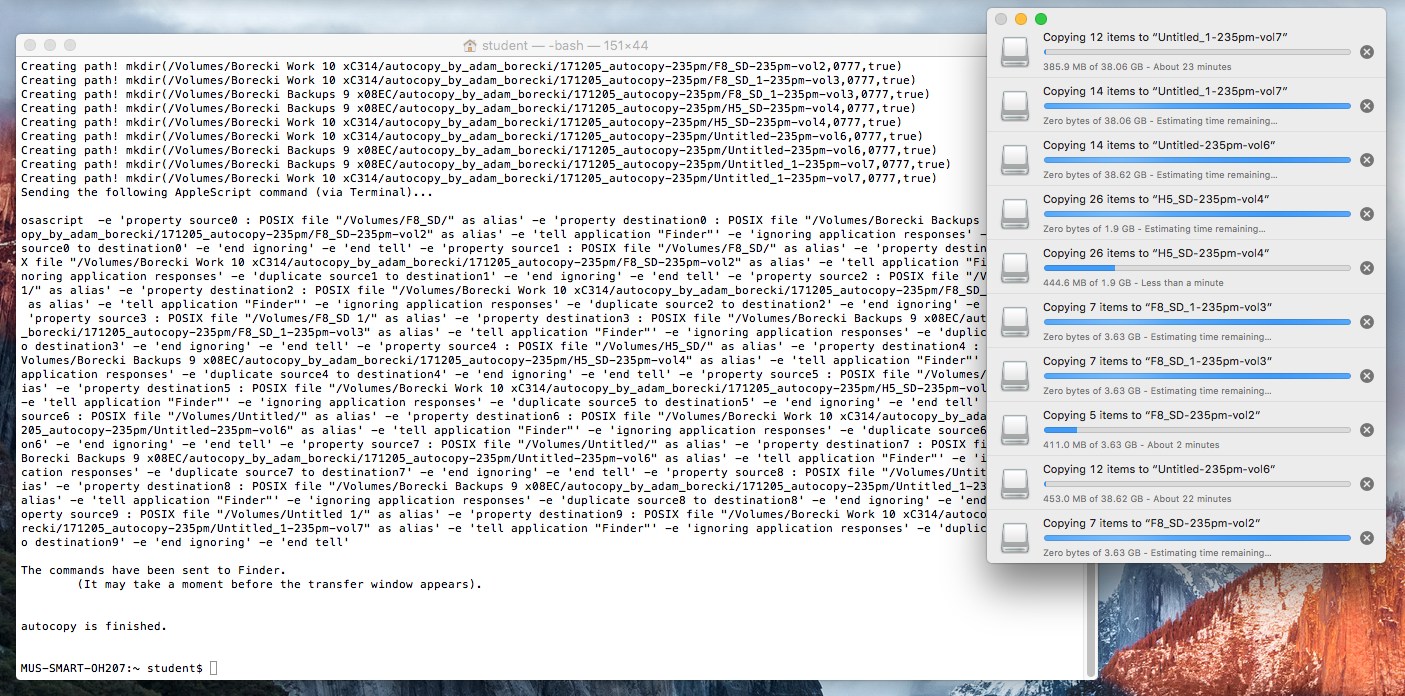 student — -bash — 151×44
Creating path! mkdir(/Volumes/Borecki Work 10 xC314/autocopy_by_adam_borecki/171205_autocopy-235pm/F8_SD-235pm-vol2,0777,true)
Creating path! mkdir(/Volumes/Borecki Work 10 xC314/autocopy_by_adam_borecki/171205_autocopy-235pm/F8_SD_1-235pm-vol3,0777,true)
Creating path! mkdir(/Volumes/Borecki Backups 9 x08EC/autocopy_by_adam_borecki/171205_autocopy-235pm/F8_SD_1-235pm-vol3,0777,true)
Creating path! mkdir(/Volumes/Borecki Backups 9 x08EC/autocopy_by_adam_borecki/171205_autocopy-235pm/H5_SD-235pm-vol4,0777,true)
Creating path! mkdir(/Volumes/Borecki Work 10 xC314/autocopy_by_adam_borecki/171205_autocopy-235pm/H5_SD-235pm-vol4,0777,true)
Creating path! mkdir(/Volumes/Borecki Work 10 xC314/autocopy_by_adam_borecki/171205_autocopy-235pm/Untitled-235pm-vol6,0777,true)
Creating path! mkdir(/Volumes/Borecki Backups 9 x08EC/autocopy_by_adam_borecki/171205_autocopy-235pm/Untitled-235pm-vol6,0777,true)
Creating path! mkdir(/Volumes/Borecki Backups 9 x08EC/autocopy_by_adam_borecki/171205_autocopy-235pm/Untitled_1-235pm-vol7,0777,true)
Creating path! mkdir(/Volumes/Borecki Work 10 xC314/autocopy_by_adam_borecki/171205_autocopy-235pm/Untitled_1-235pm-vol7,0777,true)
Sending the following AppleScript command (via Terminal)...
osascript  -e 'property source0 : POSIX file "/Volumes/F8_SD/" as alias' -e 'property destination0 : POSIX file "/Volumes/Borecki Backups
opy_by_adam_borecki/171205_autocopy-235pm/F8_SD-235pm-vol2" as alias' -e 'tell application "Finder"' -e 'ignoring application responses' -
source0 to destination0' -e 'end ignoring' -e 'end tell' -e 'property source1 : POSIX file "/Volumes/F8_SD/" as alias' -e 'property destin
X file "/Volumes/Borecki Work 10 xC314/autocopy_by_adam_borecki/171205_autocopy-235pm/F8_SD-235pm-vol2" as alias' -e 'tell application "Fi
noring application responses' -e 'duplicate source1 to destination1' -e 'end ignoring' -e 'end tell' -e 'property source2 : POSIX file "/V
1/" as alias' -e 'property destination2 : POSIX file "/Volumes/Borecki Work 10 xC314/autocopy_by_adam_borecki/171205_autocopy-235pm/F8_SD_
as alias' -e 'tell application "Finder"' -e 'ignoring application responses' -e 'duplicate source2 to destination2' -e 'end ignoring' -e
'property source3 : POSIX file "/Volumes/F8_SD 1/" as alias' -e 'property destination3 : POSIX file "/Volumes/Borecki Backups 9 x08EC/aut
_borecki/171205_autocopy-235pm/F8_SD_1-235pm-vol3" as alias' -e 'tell application "Finder"' -e 'ignoring application responses' -e 'duplic
o destination3' -e 'end ignoring' -e 'end tell' -e 'property source4 : POSIX file "/Volumes/H5_SD/" as alias' -e 'property destination4 :
Volumes/Borecki Backups 9 x08EC/autocopy_by_adam_borecki/171205_autocopy-235pm/H5_SD-235pm-vol4" as alias' -e 'tell application "Finder"'
application responses' -e 'duplicate source4 to destination4' -e 'end ignoring' -e 'end tell' -e 'property source5 : POSIX file "/Volumes/
ias' -e 'property destination5 : POSIX file "/Volumes/Borecki Work 10 xC314/autocopy_by_adam_borecki/171205_autocopy-235pm/H5_SD-235pm-vol
-e 'tell application "Finder"' -e 'ignoring application responses' -e 'duplicate source5 to destination5' -e 'end ignoring' -e 'end tell'
source6 : POSIX file "/Volumes/Untitled/" as alias' -e 'property destination6 : POSIX file "/Volumes/Borecki Work 10 xC314/autocopy_by_ada
205_autocopy-235pm/Untitled-235pm-vol6" as alias' -e 'tell application "Finder"' -e 'ignoring application responses' -e 'duplicate source6
on6' -e 'end ignoring' -e 'end tell' -e 'property source7 : POSIX file "/Volumes/Untitled/" as alias' -e 'property destination7 : POSIX fi
Borecki Backups 9 x08EC/autocopy_by_adam_borecki/171205_autocopy-235pm/Untitled-235pm-vol6" as alias' -e 'tell application "Finder"' -e 'i
cation responses' -e 'duplicate source7 to destination7' -e 'end ignoring' -e 'end tell' -e 'property source8 : POSIX file "/Volumes/Untit
ias' -e 'property destination8 : POSIX file "/Volumes/Borecki Backups 9 x08EC/autocopy_by_adam_borecki/171205_autocopy-235pm/Untitled_1-23
alias' -e 'tell application "Finder"' -e 'ignoring application responses' -e 'duplicate source8 to destination8' -e 'end ignoring' -e 'end
operty source9 : POSIX file "/Volumes/Untitled 1/" as alias' -e 'property destination9 : POSIX file "/Volumes/Borecki Work 10 xC314/autoco
recki/171205_autocopy-235pm/Untitled_1-235pm-vol7" as alias' -e 'tell application "Finder"' -e 'ignoring application responses' -e 'duplic
o destination9' -e 'end ignoring' -e 'end tell'
The commands have been sent to Finder.
(It may take a moment before the transfer window appears).
autocopy is finished.
MUS-SMART-OH207:~ student$
Copying 12 items to “Untitled_1-235pm-vol7”
385.9 MB of 38.06 GB - About 23 minutes
Copying 14 items to “Untitled_1-235pm-vol7”
Zero bytes of 38.06 GB - Estimating time remaining...
Copying 14 items to “Untitled-235pm-vol6”
Zero bytes of 38.62 GB - Estimating time remaining...
Copying 26 items to “H5_SD-235pm-vol4”
Zero bytes of 1.9 GB - Estimating time remaining...
Copying 26 items to “H5_SD-235pm-vol4”
444.6 MB of 1.9 GB - Less than a minute
Copying 7 items to “F8_SD_1-235pm-vol3”
Zero bytes of 3.63 GB - Estimating time remaining...
Copying 7 items to “F8_SD_1-235pm-vol3”
Zero bytes of 3.63 GB - Estimating time remaining...
Copying 5 items to “F8_SD-235pm-vol2”
411.0 MB of 3.63 GB - About 2 minutes
Copying 12 items to “Untitled-235pm-vol6”
453.0 MB of 38.62 GB - About 22 minutes
Copying 7 items to “F8_SD-235pm-vol2”
Zero bytes of 3.63 GB - Estimating time remaining...